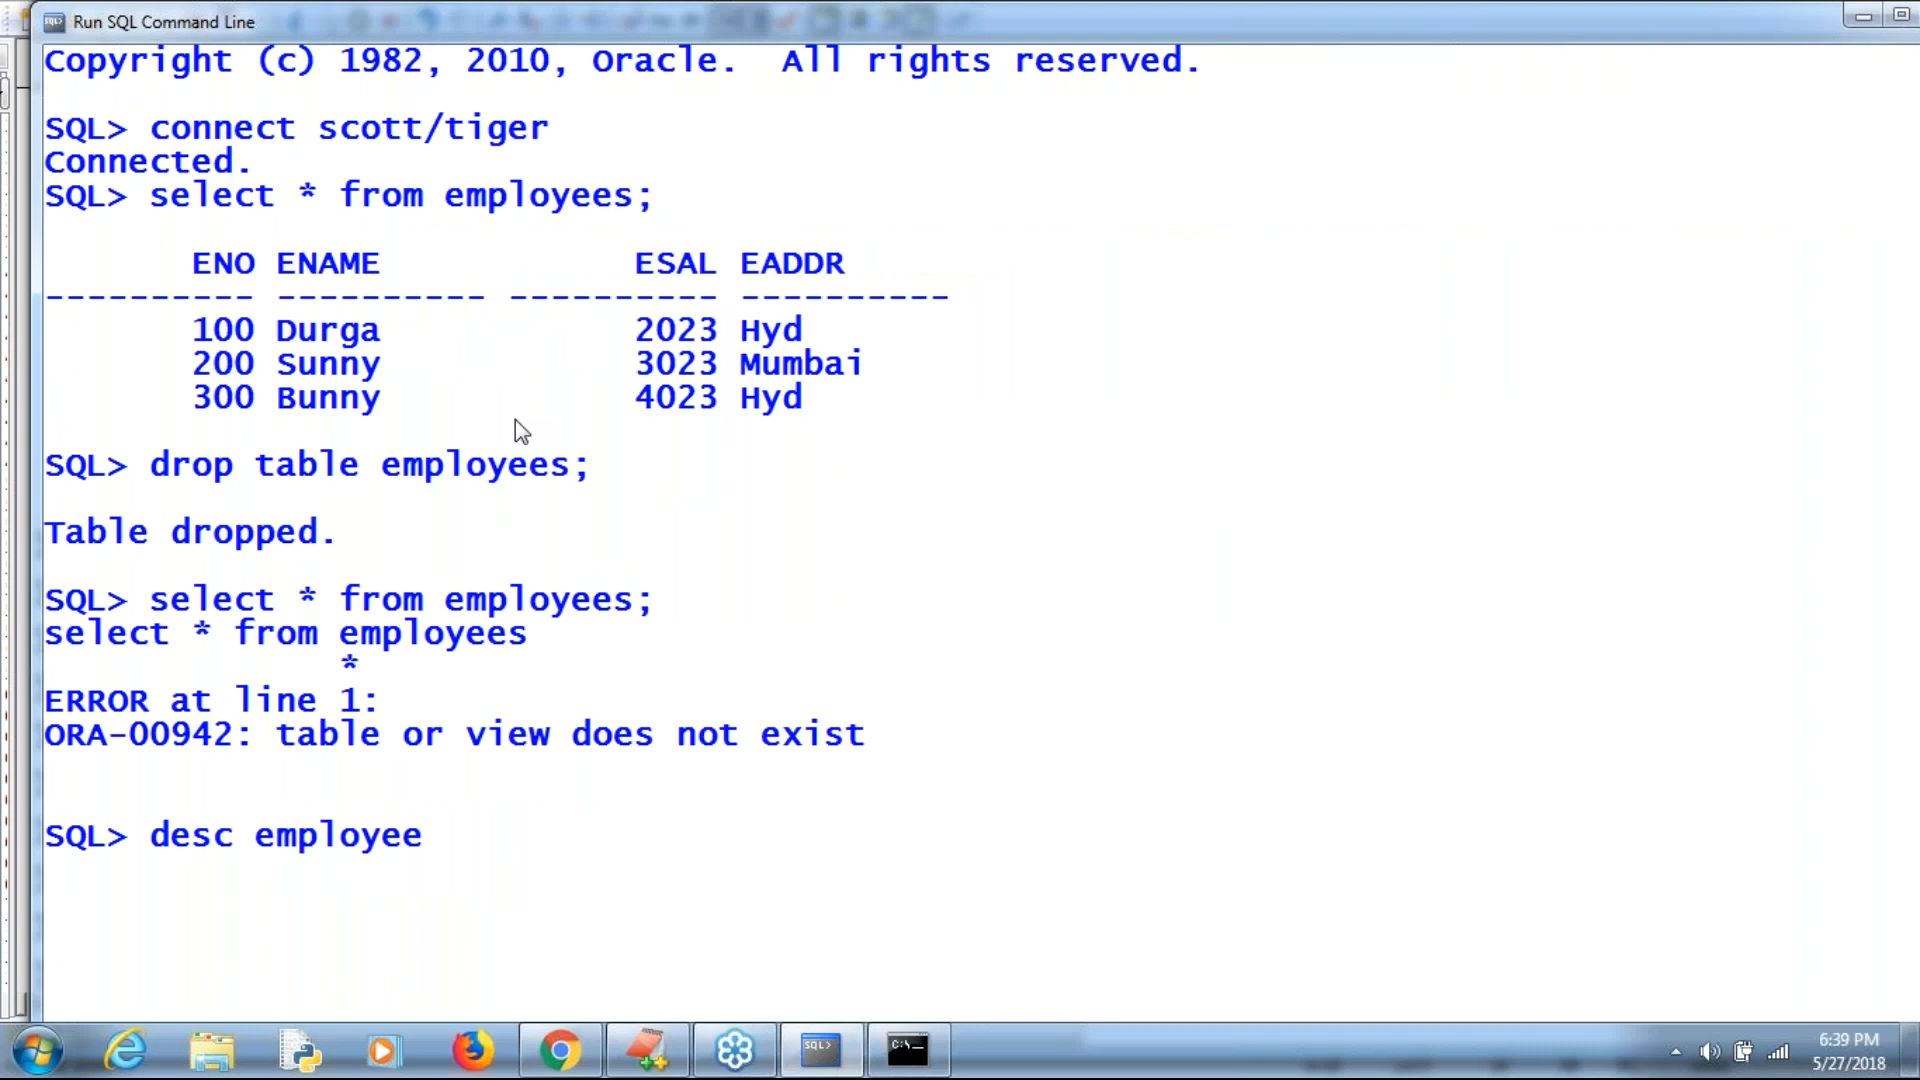 Run SQL Command Line
Copyright (c) 1982, 2010, Oracle.  All rights reserved.
SQL> connect scott/tiger
Connected.
SQL> select * from employees;
       ENO ENAME            ESAL EADDR
---------- ---------- ---------- ----------
       100 Durga            2023 Hyd
       200 Sunny            3023 Mumbai
       300 Bunny            4023 Hyd
SQL> drop table employees;
Table dropped.
SQL> select * from employees;
select * from employees
              *
ERROR at line 1:
ORA-00942: table or view does not exist
SQL> desc employee
SQL>
C:\_
6:39 PM
5/27/2018